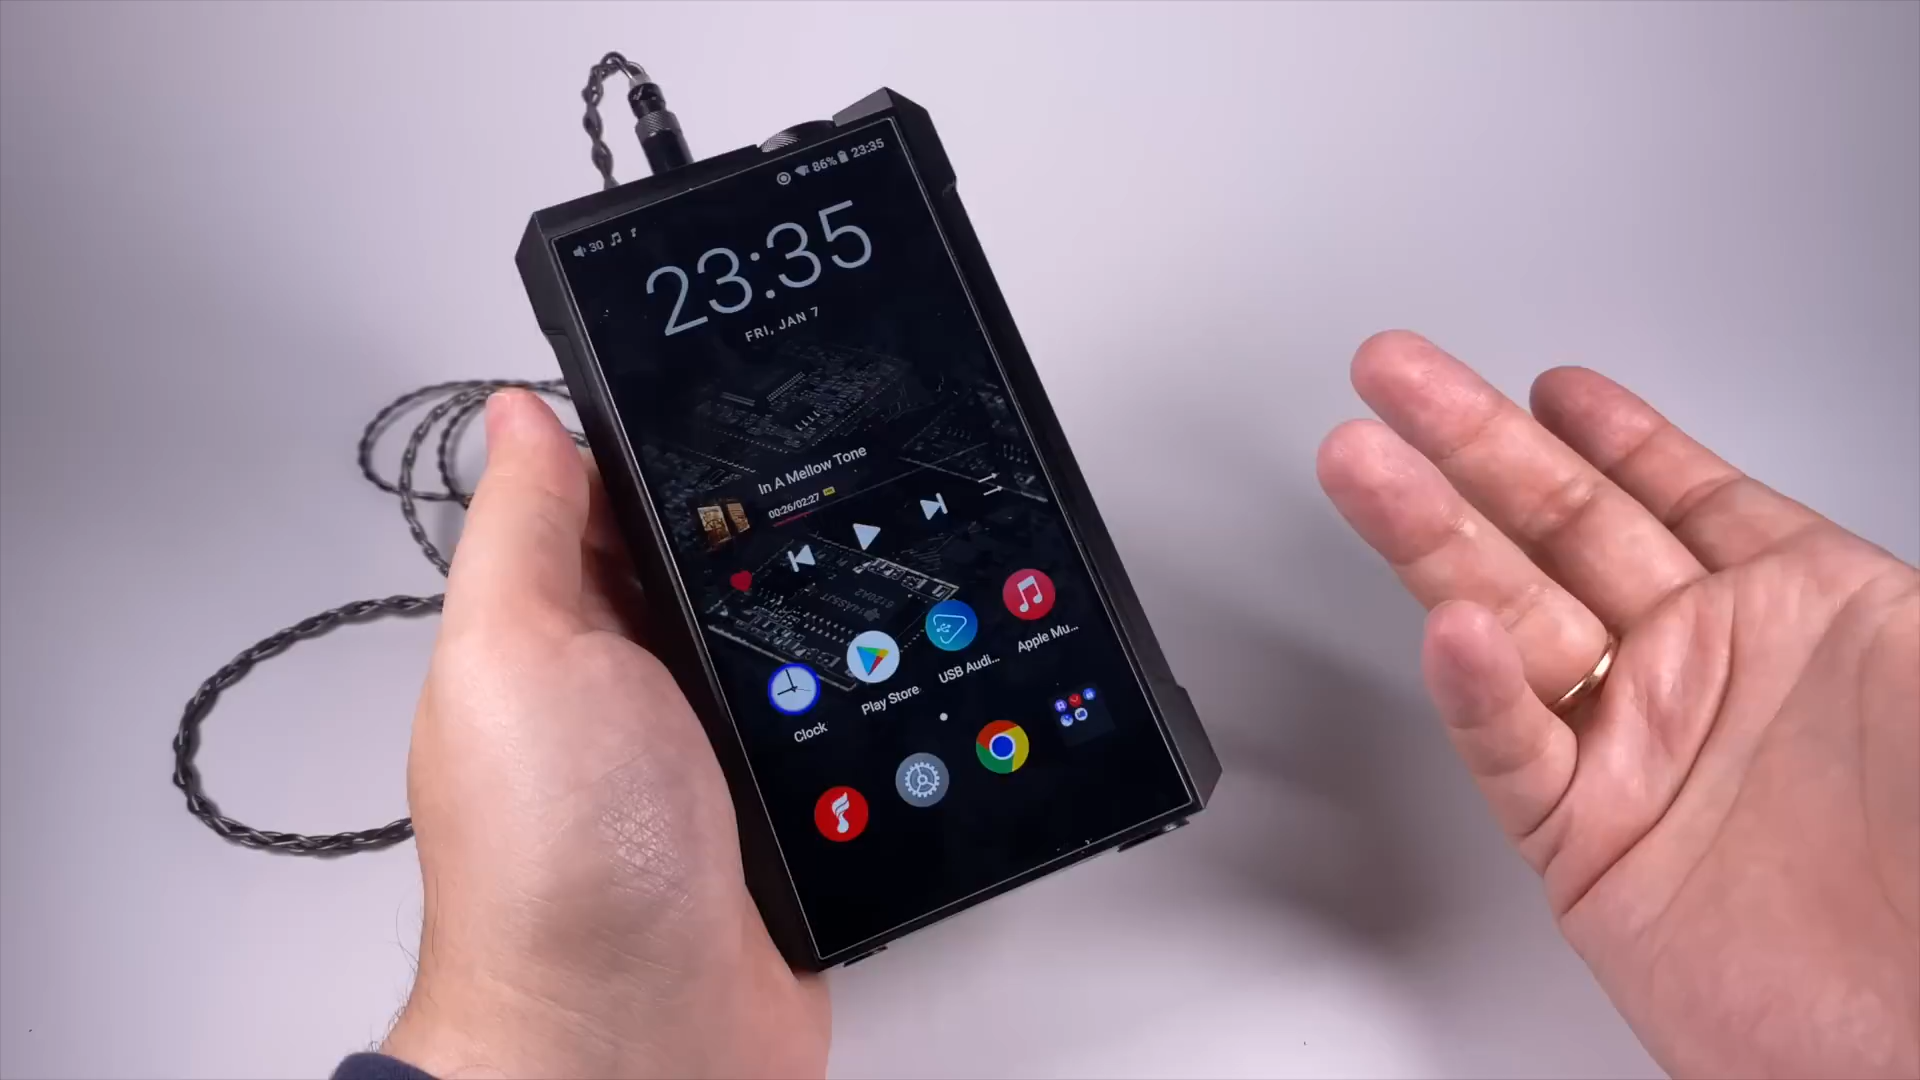 30
86% 23:35
23:35
FRI, JAN 7
In A Mellow Tone
00:26/02:27
Clock
Play Store
USB Audi...
Apple Mu...